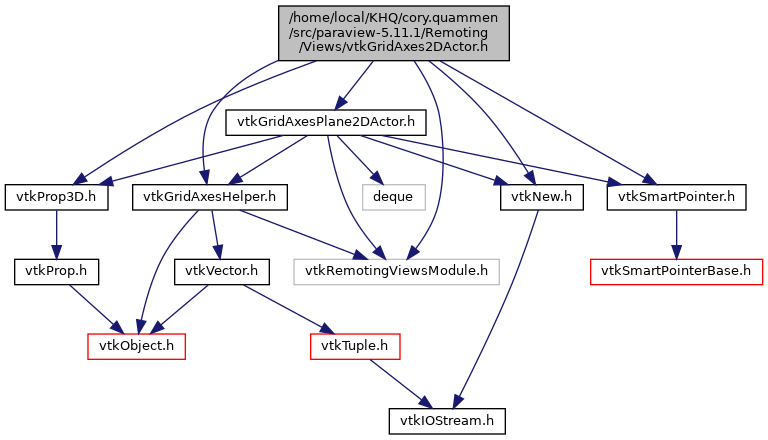 /home/local/KHQ/cory.quammen
/src/paraview-5.11.1/Remoting
/Views/vtkGridAxes2DActor.h
vtkGridAxesPlane2DActor.h
vtkProp3D.h
vtkGridAxesHelper.h
deque
vtkNew.h
vtkSmartPointer.h
vtkProp.h
vtkVector.h
vtkRemotingViewsModule.h
vtkSmartPointerBase.h
vtkObject.h
vtkTuple.h
vtkIOStream.h